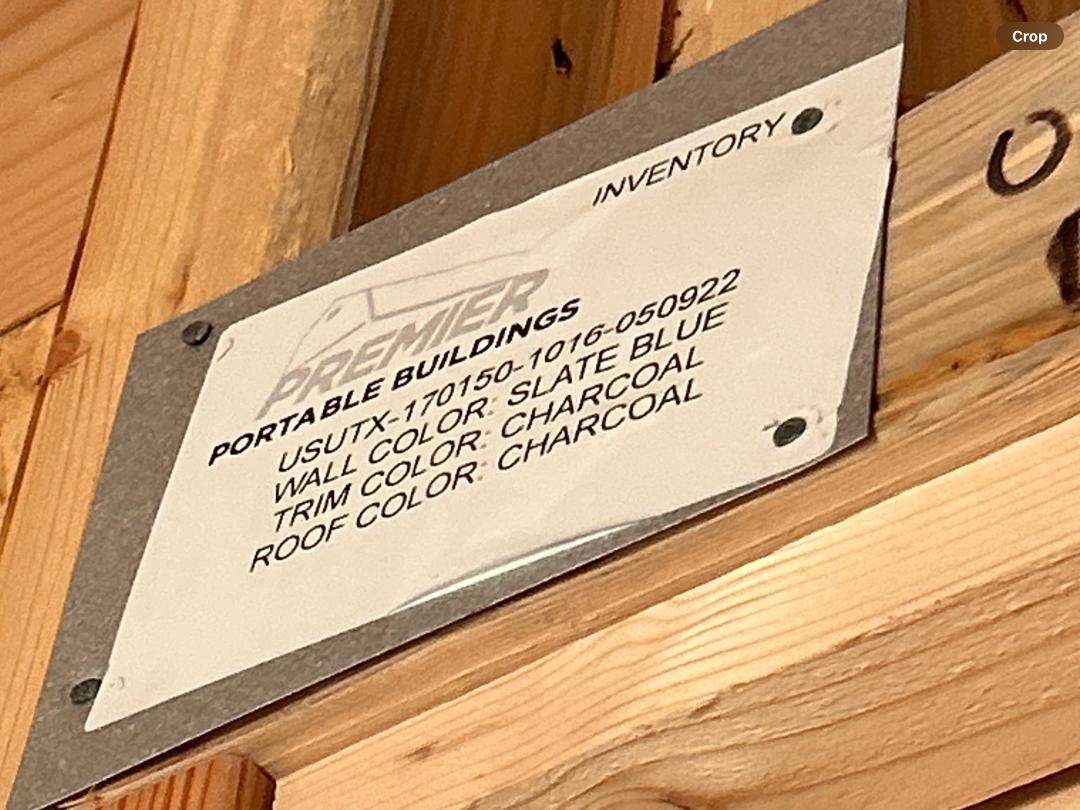 Crop
INVENTORY
PREMIER
PORTABLE BUILDINGS
USUTX-170150-1016-050922
WALL COLOR: SLATE BLUE
TRIM COLOR: CHARCOAL
ROOF COLOR: CHARCOAL